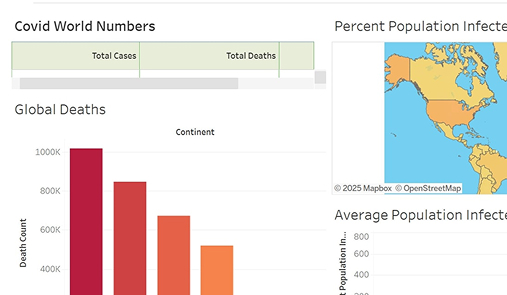 Covid World Numbers
Total Cases Total Deaths
Global Deaths
Continent
1000K
800K
600K
400K
Death Count
Percent Population Infecte
© 2025 Mapbox © OpenStreetMap
Average Population Infecte
800
600
400
200
t Population In...